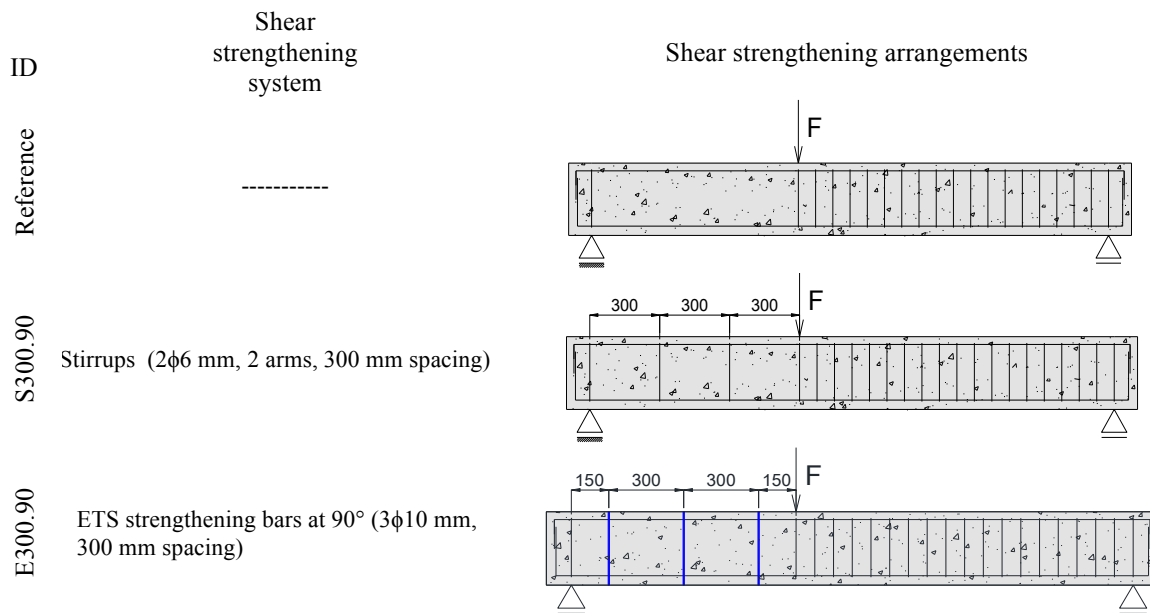 ID
Shear
strengthening
system
Shear strengthening arrangements
Reference
-----------
F
S300.90
Stirrups (2ϕ6 mm, 2 arms, 300 mm spacing)
300 300 300 F
E300.90
ETS strengthening bars at 90° (3ϕ10 mm,
300 mm spacing)
150 300 300 150 F